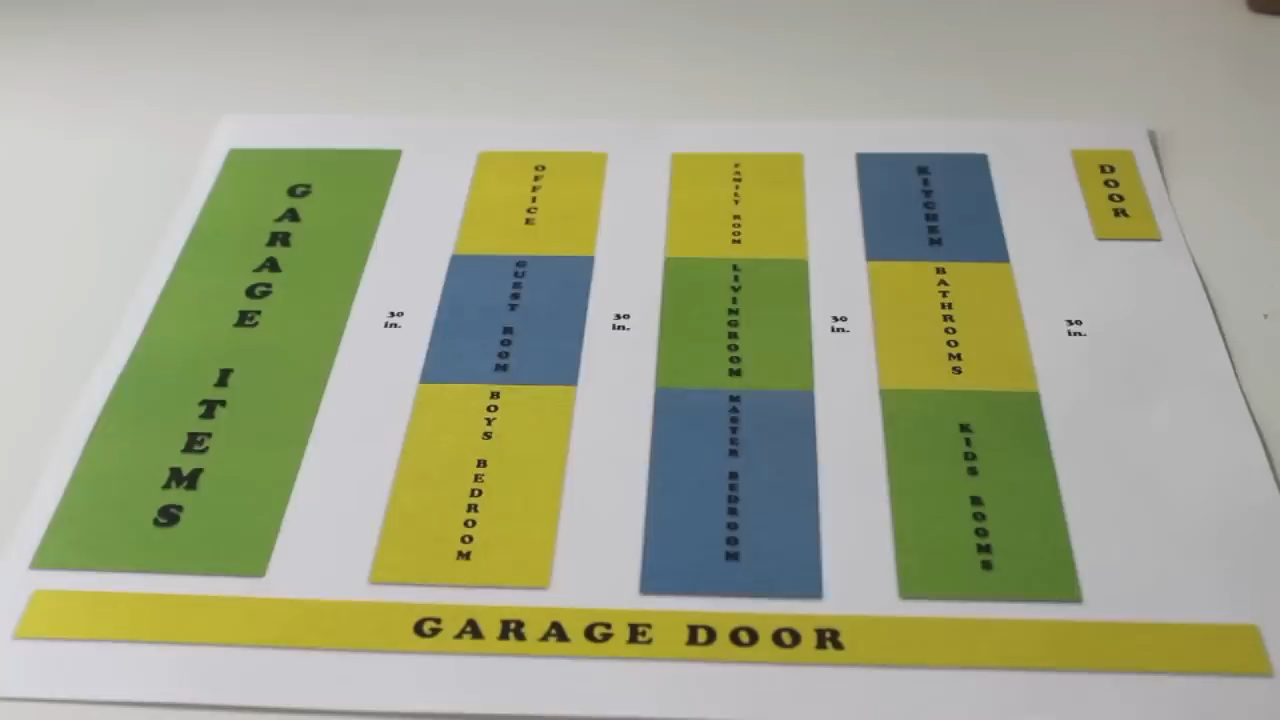 GARAGE ITEMS
30
in.
OFFICE
GUEST ROOM
BOYS BEDROOM
30
in.
FAMILY ROOM
LIVINGROOM
MASTER BEDROOM
30
in.
KITCHEN
BATHROOMS
KIDS ROOMS
30
in.
DOOR
GARAGE DOOR